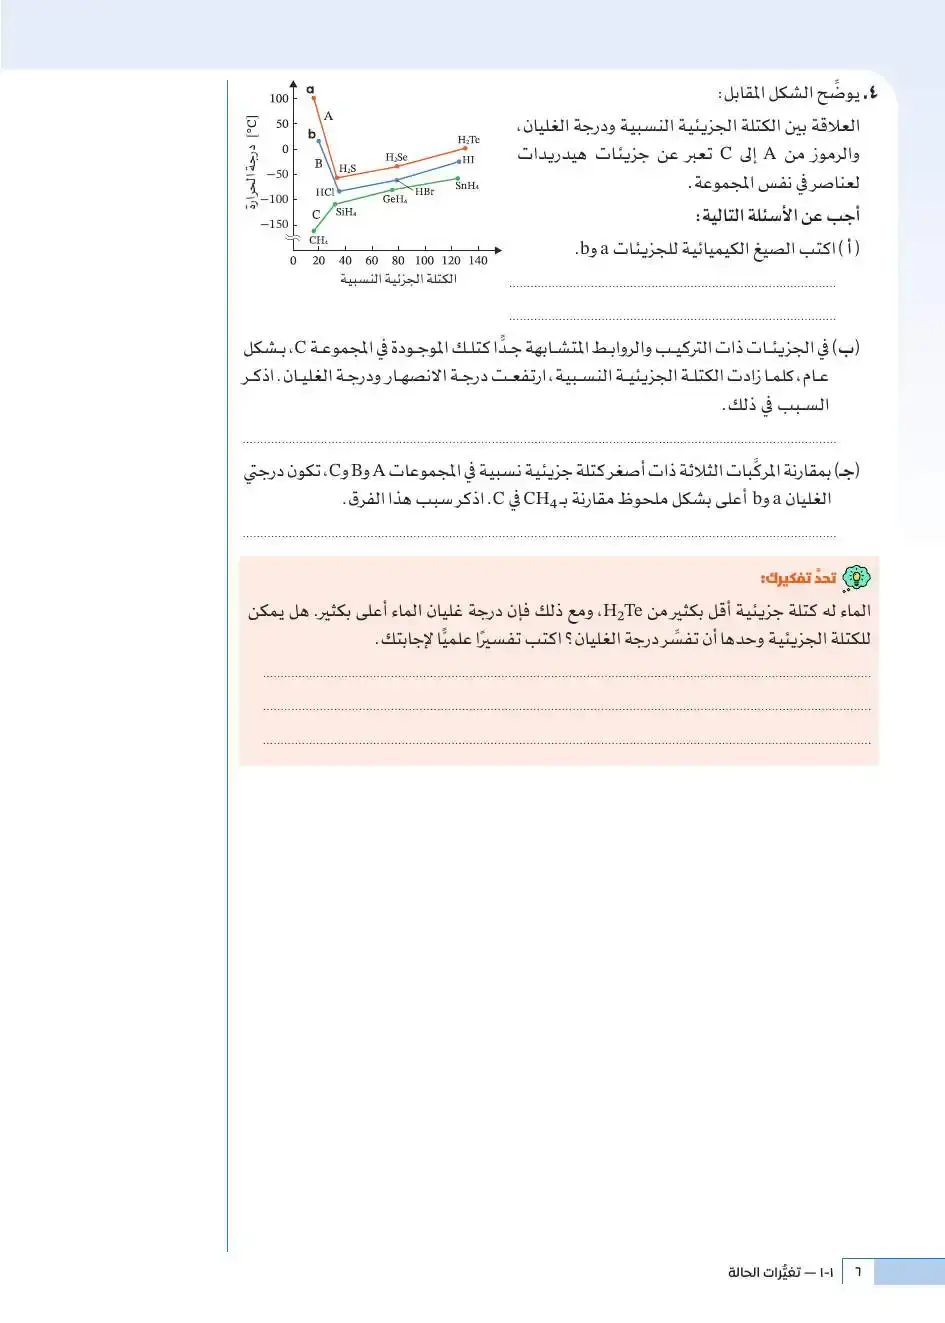 ٤. يوضِّح الشكل المقابل:
العلاقة بين الكتلة الجزيئية النسبية ودرجة الغليان،
والرموز من A إلى C تعبر عن جزيئات هيدريدات
لعناصر في نفس المجموعة.
أجب عن الأسئلة التالية:
(أ) اكتب الصيغ الكيميائية للجزيئات a وb.
درجة الحرارة [°C]
100
50
0
−50
−100
−150
a
A
b
B
C
H₂S
H₂Se
H₂Te
HCl
HBr
HI
CH₄
SiH₄
GeH₄
SnH₄
0 20 40 60 80 100 120 140
الكتلة الجزئية النسبية
(ب) في الجزيئات ذات التركيب والروابط المتشابهة جدًّا كتلك الموجودة في المجموعة C، بشكل
عام، كلما زادت الكتلة الجزيئية النسبية، ارتفعت درجة الانصهار ودرجة الغليان. اذكر
السبب في ذلك.
(جـ) بمقارنة المركَّبات الثلاثة ذات أصغر كتلة جزيئية نسبية في المجموعات A وB وC، تكون درجتي
الغليان a وb أعلى بشكل ملحوظ مقارنة بـ CH₄ في C. اذكر سبب هذا الفرق.
تحدَّ تفكيرك:
الماء له كتلة جزيئية أقل بكثير من H₂Te، ومع ذلك فإن درجة غليان الماء أعلى بكثير. هل يمكن
للكتلة الجزيئية وحدها أن تفسِّر درجة الغليان؟ اكتب تفسيرًا علميًّا لإجابتك.
٦
١-١ — تغيُّرات الحالة